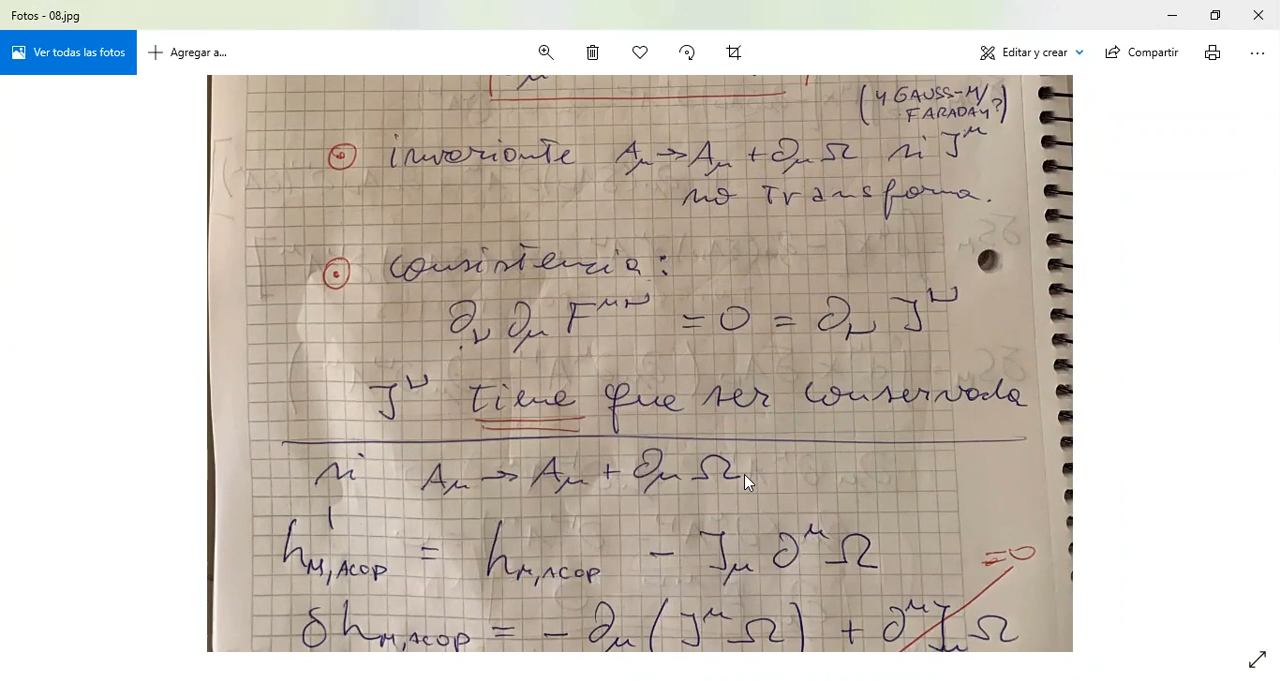 Fotos - 08.jpg
Ver todas las fotos
Agregar a...
Editar y crear
Compartir
(y GAUSS-M/
FARADAY?)
invariante A_μ → A_μ + ∂_μ Ω si J^μ
no transforma.
Consistencia:
∂_ν ∂_μ F^{μν} = 0 = ∂_ν J^ν
J^ν tiene que ser conservada
si A_μ → A_μ + ∂_μ Ω
h'_{M,ACOP} = h_{M,ACOP} - J_μ ∂^μ Ω
=0
δh_{M,ACOP} = - ∂_μ (J^μ Ω) + ∂^μ J_μ Ω